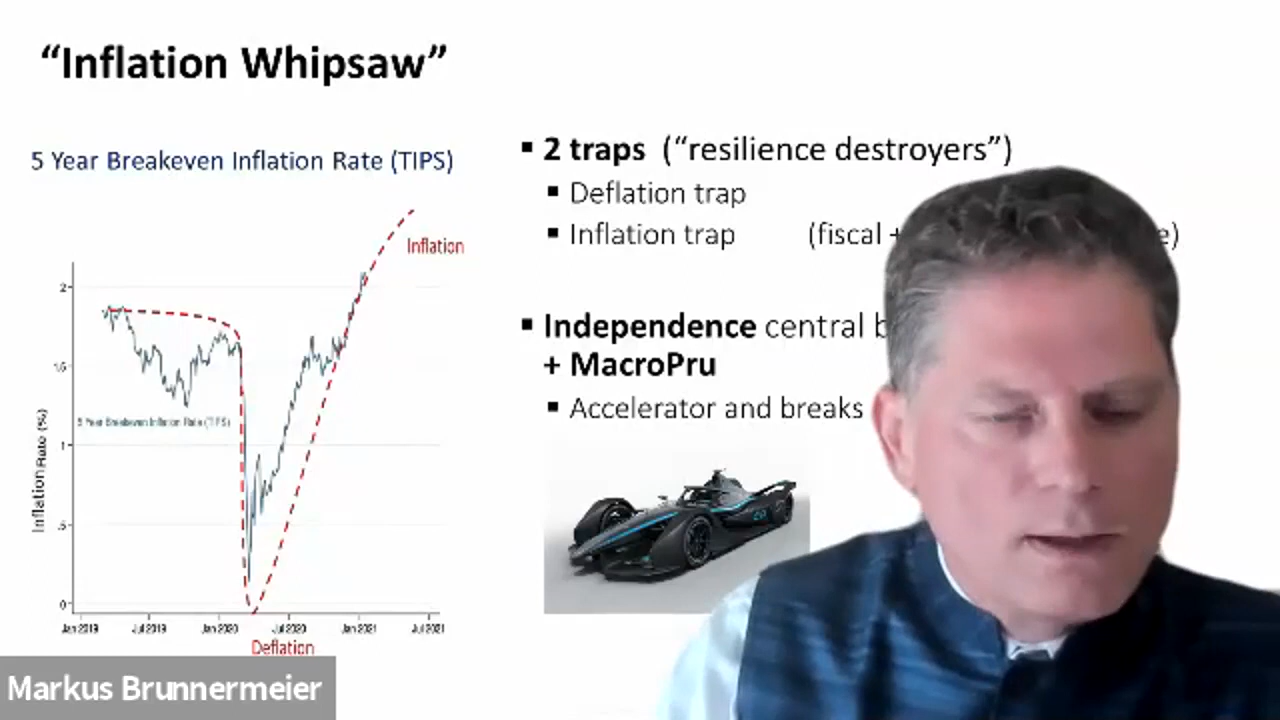 “Inflation Whipsaw”
5 Year Breakeven Inflation Rate (TIPS)
Inflation
2
1.5
5 Year Breakeven Inflation Rate (TIPS)
1
.5
0
Inflation Rate (%)
Jan 2019 Jul 2019 Jan 2020 Jul 2020 Jan 2021 Jul 2021
Deflation
▪ 2 traps (“resilience destroyers”)
▪ Deflation trap
▪ Inflation trap (fiscal + e)
▪ Independence central b
+ MacroPru
▪ Accelerator and breaks
Markus Brunnermeier